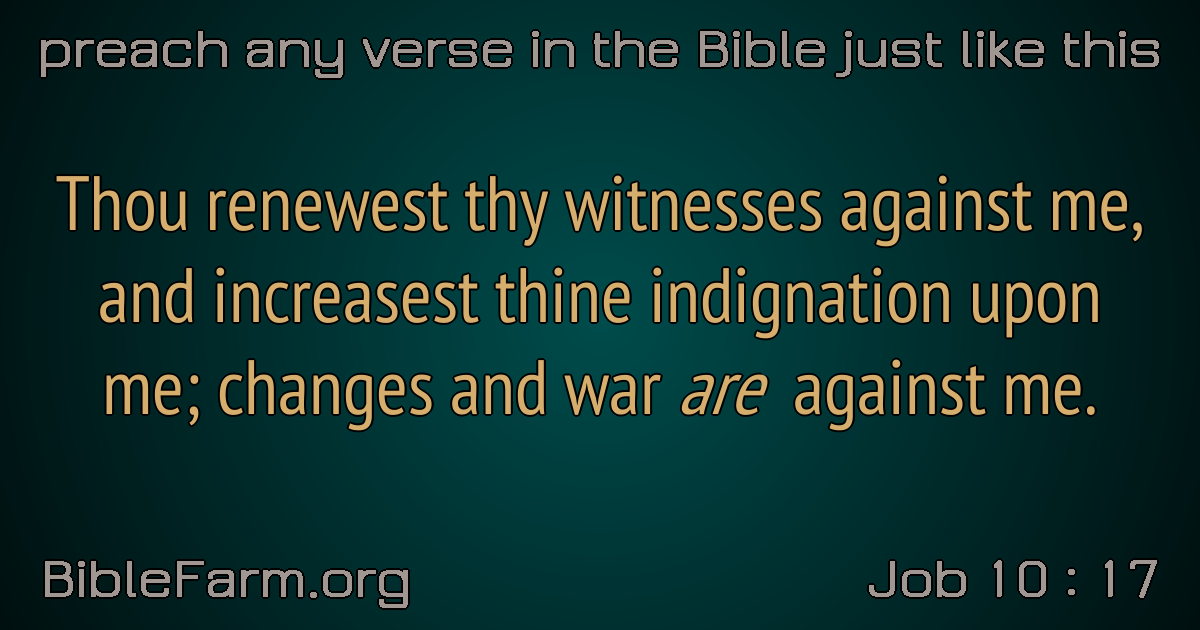 preach any verse in the Bible just like this
Thou renewest thy witnesses against me,
and increasest thine indignation upon
me; changes and war are against me.
BibleFarm.org
Job 10 : 17